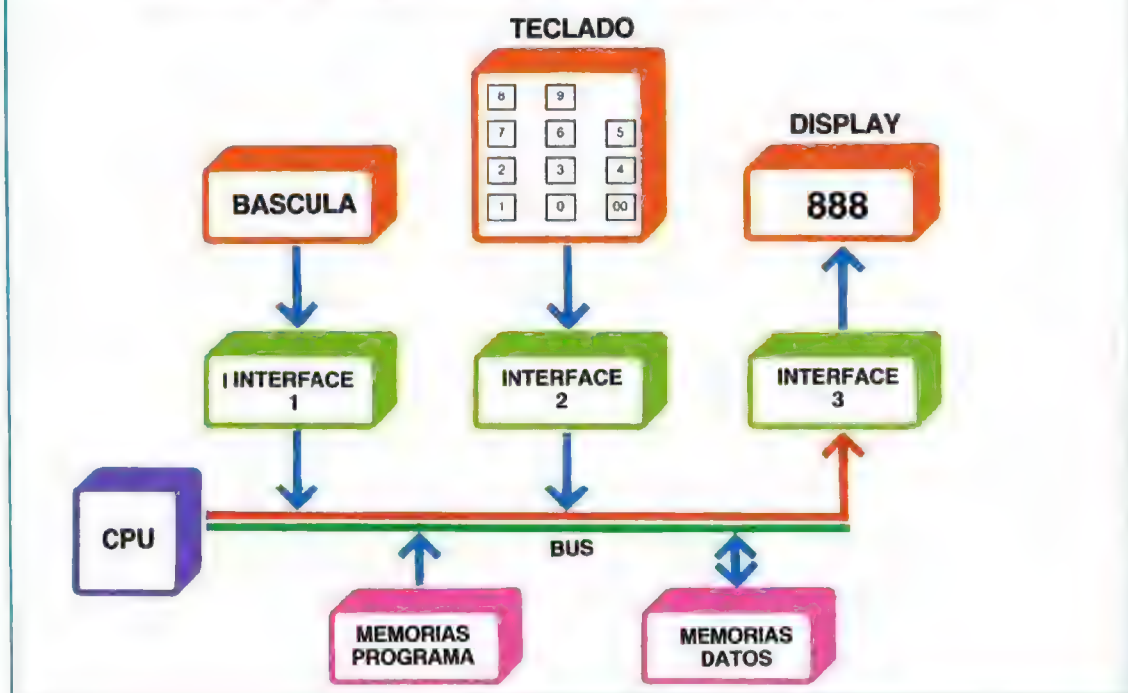 TECLADO
8 9
7 6 5
2 3 4
1 0 00
DISPLAY
BASCULA
888
INTERFACE
1
INTERFACE
2
INTERFACE
3
CPU
BUS
MEMORIAS
PROGRAMA
MEMORIAS
DATOS